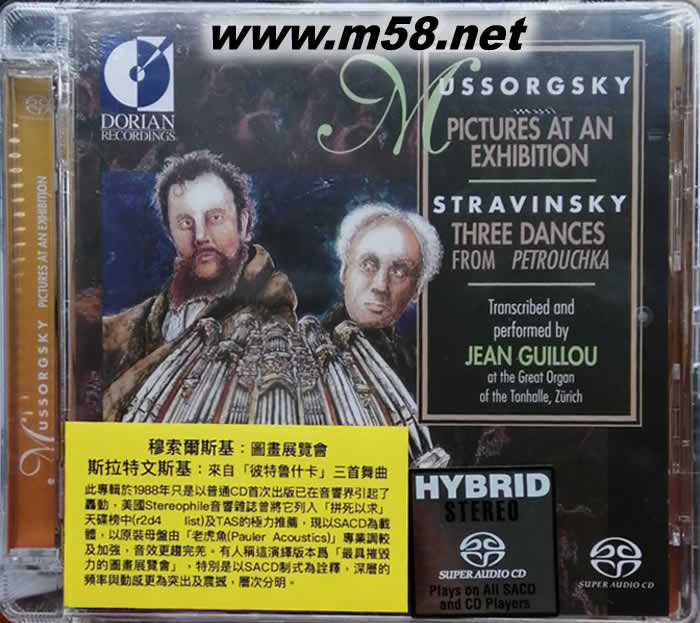 www.m58.net
DORIAN
RECORDINGS
MUSSORGSKY
PICTURES AT AN
EXHIBITION
STRAVINSKY
THREE DANCES
FROM PETROUCHKA
Transcribed and
performed by
JEAN GUILLOU
at the Great Organ
of the Tonhalle, Zürich
MUSSORGSKY PICTURES AT AN EXHIBITION
穆索爾斯基：圖畫展覽會
斯拉特文斯基：來自「彼特魯什卡」三首舞曲
此專輯於1988年只是以普通CD首次出版已在音響界引起了
轟動，美國Stereophile音響雜誌曾將它列入「拼死以求」
天碟榜中(r2d4 list)及TAS的極力推薦，現以SACD為載
體，以原裝母盤由「老虎魚(Pauler Acoustics)」專業調較
及加強，音效更趨完美。有人稱這演繹版本爲「最具摧毀
力的圖畫展覽會」，特別是以SACD制式為詮釋，深層的
頻率與動感更為突出及震撼，層次分明。
HYBRID
STEREO
SUPER AUDIO CD
Plays on All SACD
and CD Players
SUPER AUDIO CD